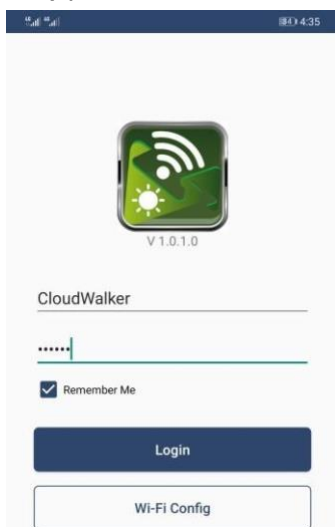 4:35
V 1.0.1.0
CloudWalker
••••••
Remember Me
Login
Wi-Fi Config